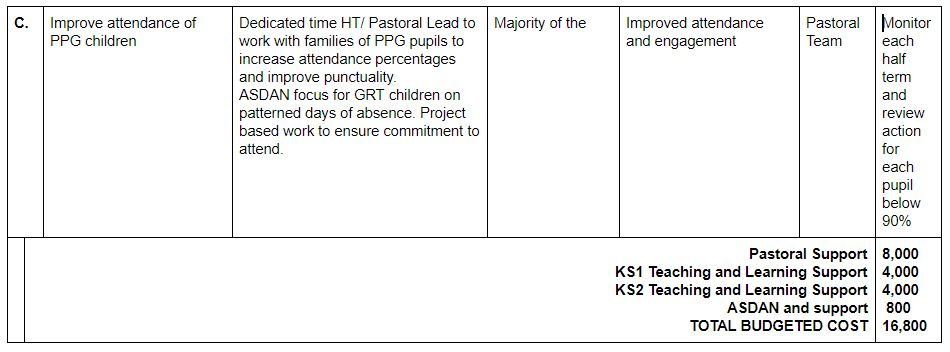 C.
Improve attendance of
PPG children
Dedicated time HT/ Pastoral Lead to
work with families of PPG pupils to
increase attendance percentages
and improve punctuality.
ASDAN focus for GRT children on
patterned days of absence. Project
based work to ensure commitment to
attend.
Majority of the
Improved attendance
and engagement
Pastoral
Team
Monitor
each
half
term
and
review
action
for
each
pupil
below
90%
Pastoral Support 8,000
KS1 Teaching and Learning Support 4,000
KS2 Teaching and Learning Support 4,000
ASDAN and support 800
TOTAL BUDGETED COST 16,800